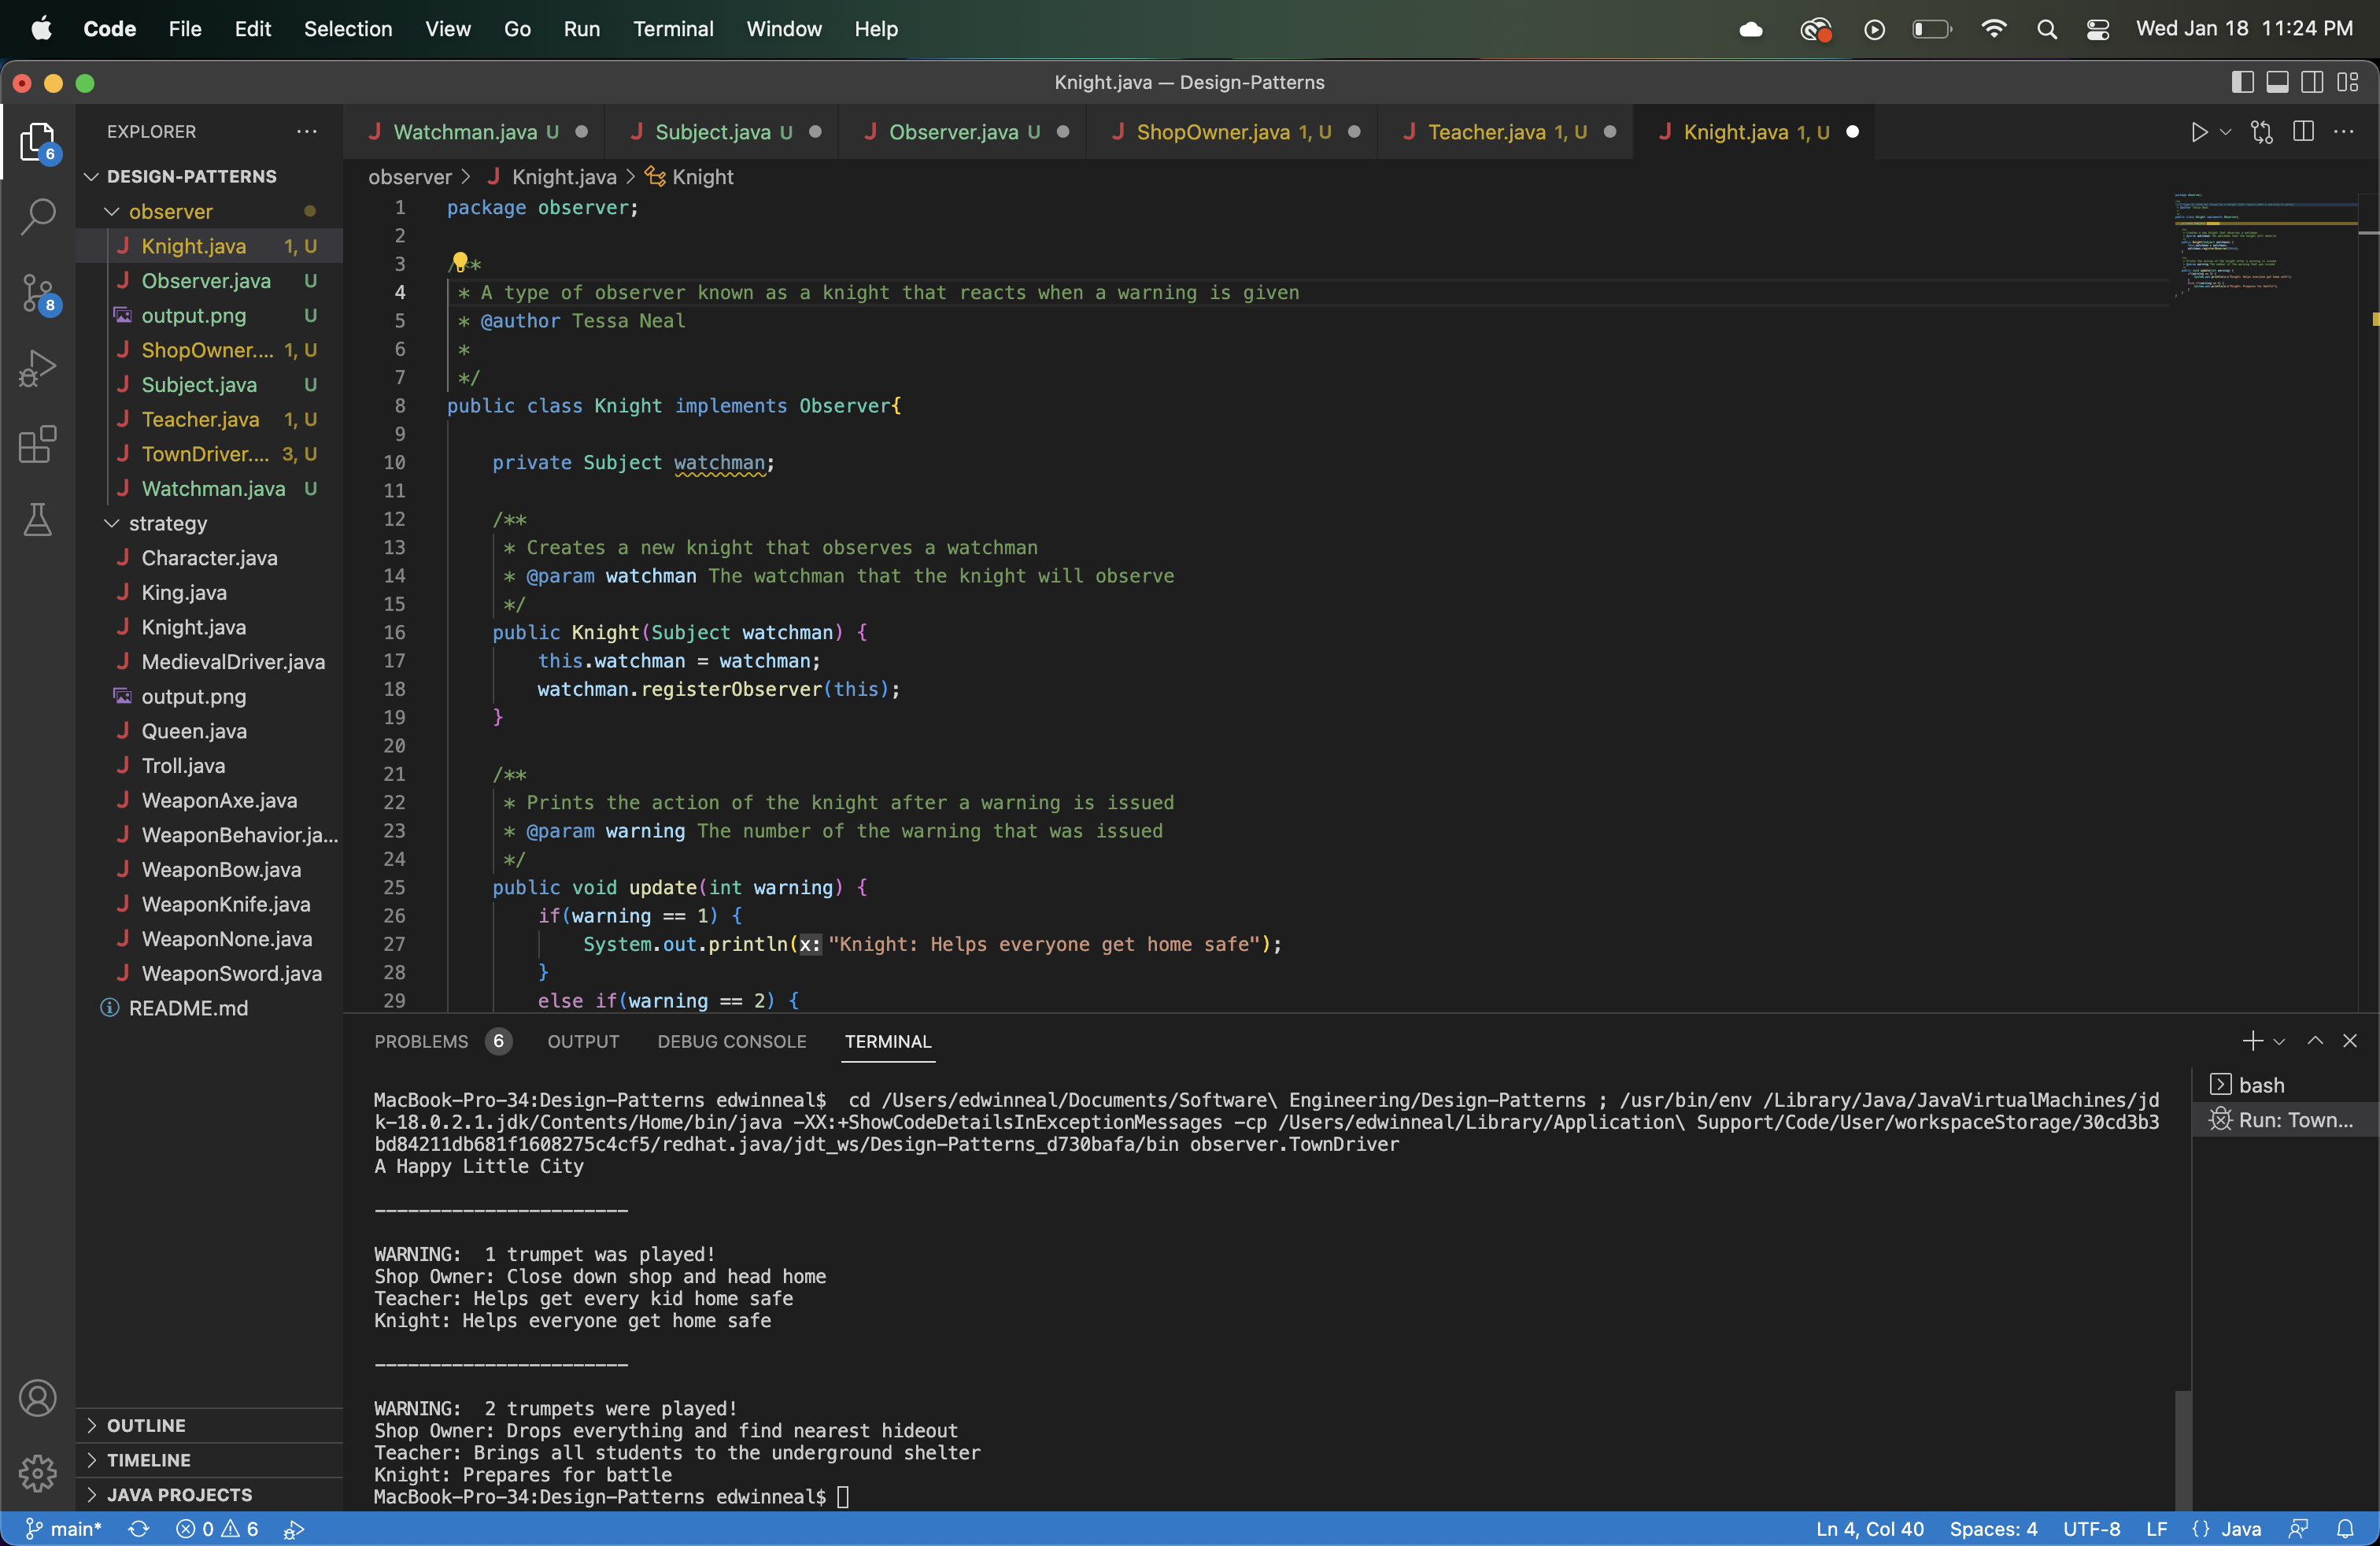 Code File Edit Selection View Go Run Terminal Window Help Wed Jan 18 11:24 PM
Knight.java — Design-Patterns
EXPLORER ···
6
8
DESIGN-PATTERNS
observer
Knight.java 1, U
Observer.java U
output.png U
ShopOwner.... 1, U
Subject.java U
Teacher.java 1, U
TownDriver.... 3, U
Watchman.java U
strategy
Character.java
King.java
Knight.java
MedievalDriver.java
output.png
Queen.java
Troll.java
WeaponAxe.java
WeaponBehavior.ja...
WeaponBow.java
WeaponKnife.java
WeaponNone.java
WeaponSword.java
README.md
OUTLINE
TIMELINE
JAVA PROJECTS
Watchman.java U Subject.java U Observer.java U ShopOwner.java 1, U Teacher.java 1, U Knight.java 1, U
observer > Knight.java > Knight
1 package observer;
2
3 /**
4 * A type of observer known as a knight that reacts when a warning is given
5 * @author Tessa Neal
6 *
7 */
8 public class Knight implements Observer{
9
10 private Subject watchman;
11
12 /**
13 * Creates a new knight that observes a watchman
14 * @param watchman The watchman that the knight will observe
15 */
16 public Knight(Subject watchman) {
17 this.watchman = watchman;
18 watchman.registerObserver(this);
19 }
20
21 /**
22 * Prints the action of the knight after a warning is issued
23 * @param warning The number of the warning that was issued
24 */
25 public void update(int warning) {
26 if(warning == 1) {
27 System.out.println(x: "Knight: Helps everyone get home safe");
28 }
29 else if(warning == 2) {
PROBLEMS 6 OUTPUT DEBUG CONSOLE TERMINAL
MacBook-Pro-34:Design-Patterns edwinneal$ cd /Users/edwinneal/Documents/Software\ Engineering/Design-Patterns ; /usr/bin/env /Library/Java/JavaVirtualMachines/jd
k-18.0.2.1.jdk/Contents/Home/bin/java -XX:+ShowCodeDetailsInExceptionMessages -cp /Users/edwinneal/Library/Application\ Support/Code/User/workspaceStorage/30cd3b3
bd84211db681f1608275c4cf5/redhat.java/jdt_ws/Design-Patterns_d730bafa/bin observer.TownDriver
A Happy Little City
-----------------------
WARNING:  1 trumpet was played!
Shop Owner: Close down shop and head home
Teacher: Helps get every kid home safe
Knight: Helps everyone get home safe
-----------------------
WARNING:  2 trumpets were played!
Shop Owner: Drops everything and find nearest hideout
Teacher: Brings all students to the underground shelter
Knight: Prepares for battle
MacBook-Pro-34:Design-Patterns edwinneal$
bash
Run: Town...
main* 0 6 Ln 4, Col 40 Spaces: 4 UTF-8 LF {} Java